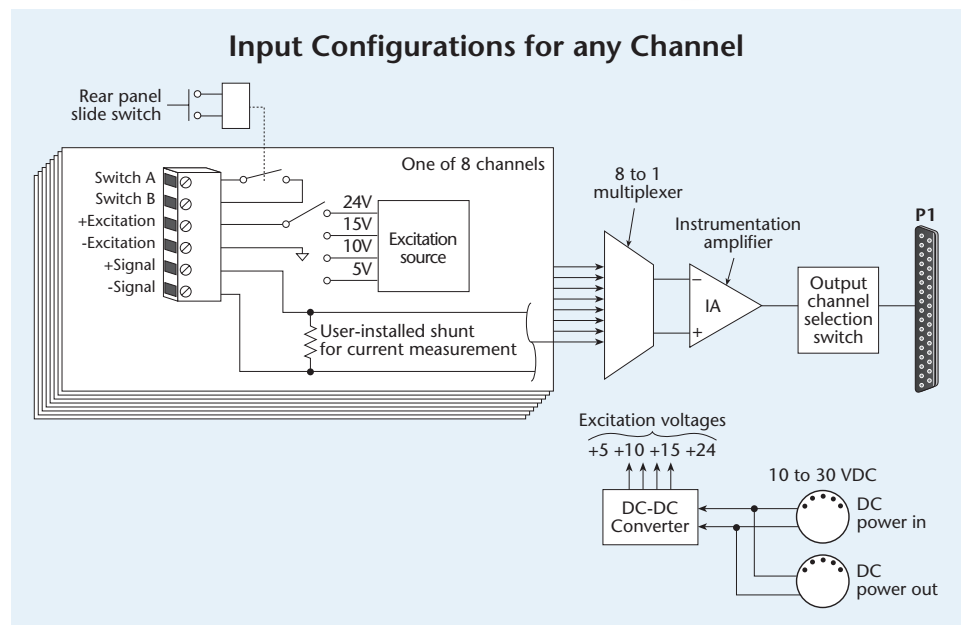 Input Configurations for any Channel
Rear panel
slide switch
One of 8 channels
Switch A
Switch B
+Excitation
-Excitation
+Signal
-Signal
24V
15V
10V
5V
Excitation
source
User-installed shunt
for current measurement
8 to 1
multiplexer
Instrumentation
amplifier
−
IA
+
Output
channel
selection
switch
P1
Excitation voltages
+5 +10 +15 +24
DC-DC
Converter
10 to 30 VDC
DC
power in
DC
power out